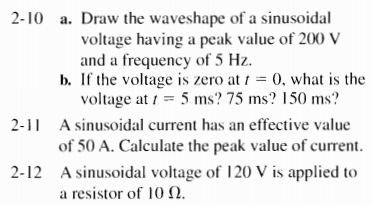 2-10 a. Draw the waveshape of a sinusoidal
voltage having a peak value of 200 V
and a frequency of 5 Hz.
b. If the voltage is zero at t = 0, what is the
voltage at t = 5 ms? 75 ms? 150 ms?
2-11 A sinusoidal current has an effective value
of 50 A. Calculate the peak value of current.
2-12 A sinusoidal voltage of 120 V is applied to
a resistor of 10 Ω.